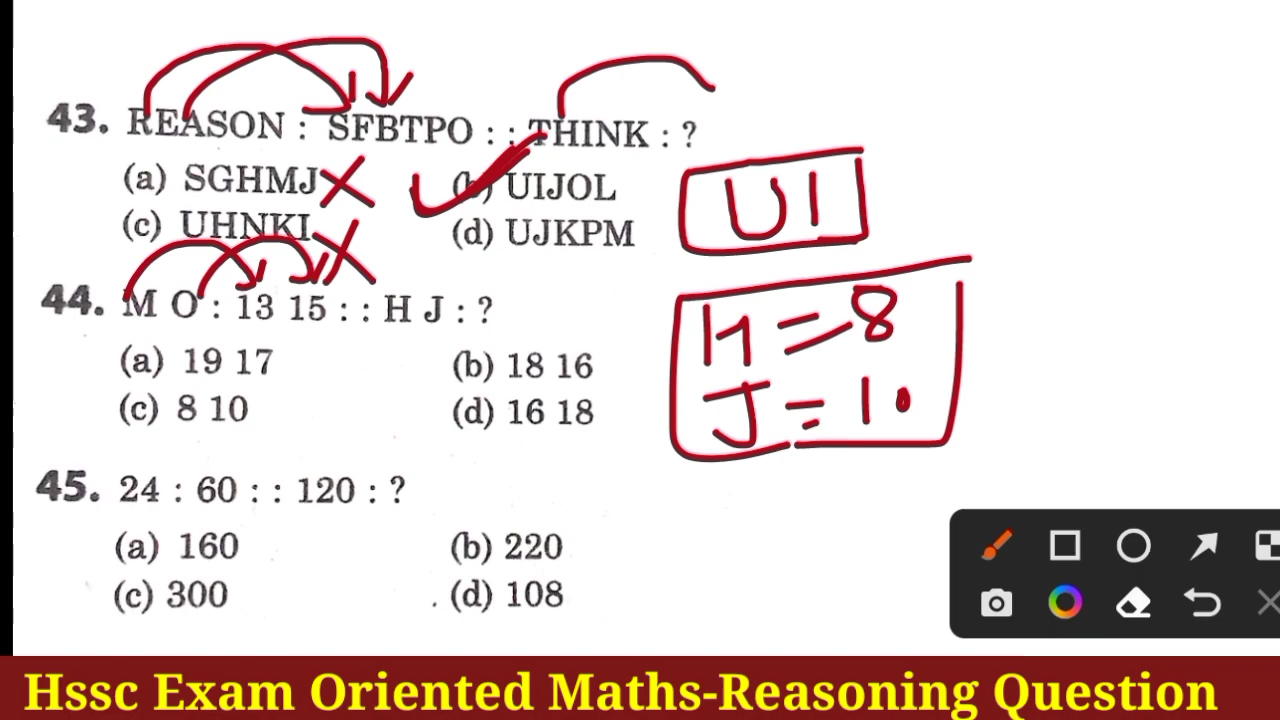 43. REASON : SFBTPO : : THINK : ?
(a) SGHMJ (b) UIJOL
(c) UHNKI (d) UJKPM
UI
44. M O : 13 15 : : H J : ?
(a) 19 17 (b) 18 16
(c) 8 10 (d) 16 18
H = 8
J = 10
45. 24 : 60 : : 120 : ?
(a) 160 (b) 220
(c) 300 (d) 108
Hssc Exam Oriented Maths-Reasoning Question